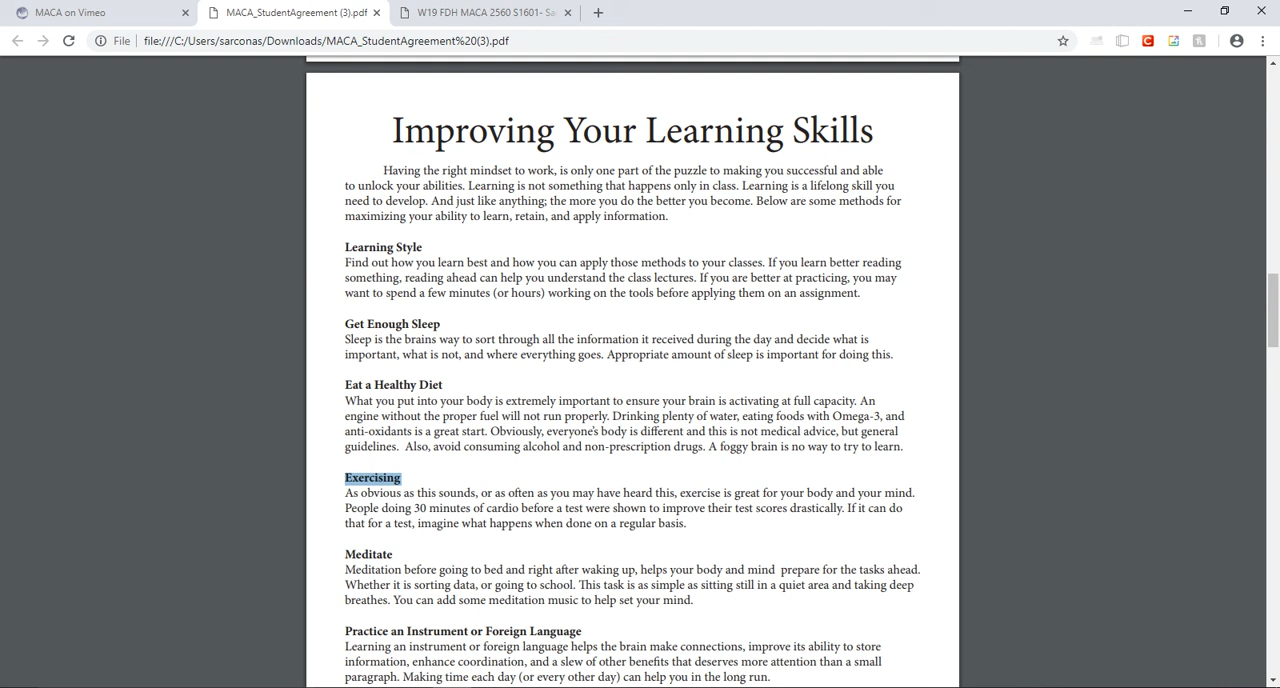 MACA on Vimeo
MACA_StudentAgreement (3).pdf
W19 FDH MACA 2560 S1601- Sa
File
file:///C:/Users/sarconas/Downloads/MACA_StudentAgreement%20(3).pdf
Improving Your Learning Skills
Having the right mindset to work, is only one part of the puzzle to making you successful and able
to unlock your abilities. Learning is not something that happens only in class. Learning is a lifelong skill you
need to develop. And just like anything; the more you do the better you become. Below are some methods for
maximizing your ability to learn, retain, and apply information.
Learning Style
Find out how you learn best and how you can apply those methods to your classes. If you learn better reading
something, reading ahead can help you understand the class lectures. If you are better at practicing, you may
want to spend a few minutes (or hours) working on the tools before applying them on an assignment.
Get Enough Sleep
Sleep is the brains way to sort through all the information it received during the day and decide what is
important, what is not, and where everything goes. Appropriate amount of sleep is important for doing this.
Eat a Healthy Diet
What you put into your body is extremely important to ensure your brain is activating at full capacity. An
engine without the proper fuel will not run properly. Drinking plenty of water, eating foods with Omega-3, and
anti-oxidants is a great start. Obviously, everyone's body is different and this is not medical advice, but general
guidelines.  Also, avoid consuming alcohol and non-prescription drugs. A foggy brain is no way to try to learn.
Exercising
As obvious as this sounds, or as often as you may have heard this, exercise is great for your body and your mind.
People doing 30 minutes of cardio before a test were shown to improve their test scores drastically. If it can do
that for a test, imagine what happens when done on a regular basis.
Meditate
Meditation before going to bed and right after waking up, helps your body and mind  prepare for the tasks ahead.
Whether it is sorting data, or going to school. This task is as simple as sitting still in a quiet area and taking deep
breathes. You can add some meditation music to help set your mind.
Practice an Instrument or Foreign Language
Learning an instrument or foreign language helps the brain make connections, improve its ability to store
information, enhance coordination, and a slew of other benefits that deserves more attention than a small
paragraph. Making time each day (or every other day) can help you in the long run.